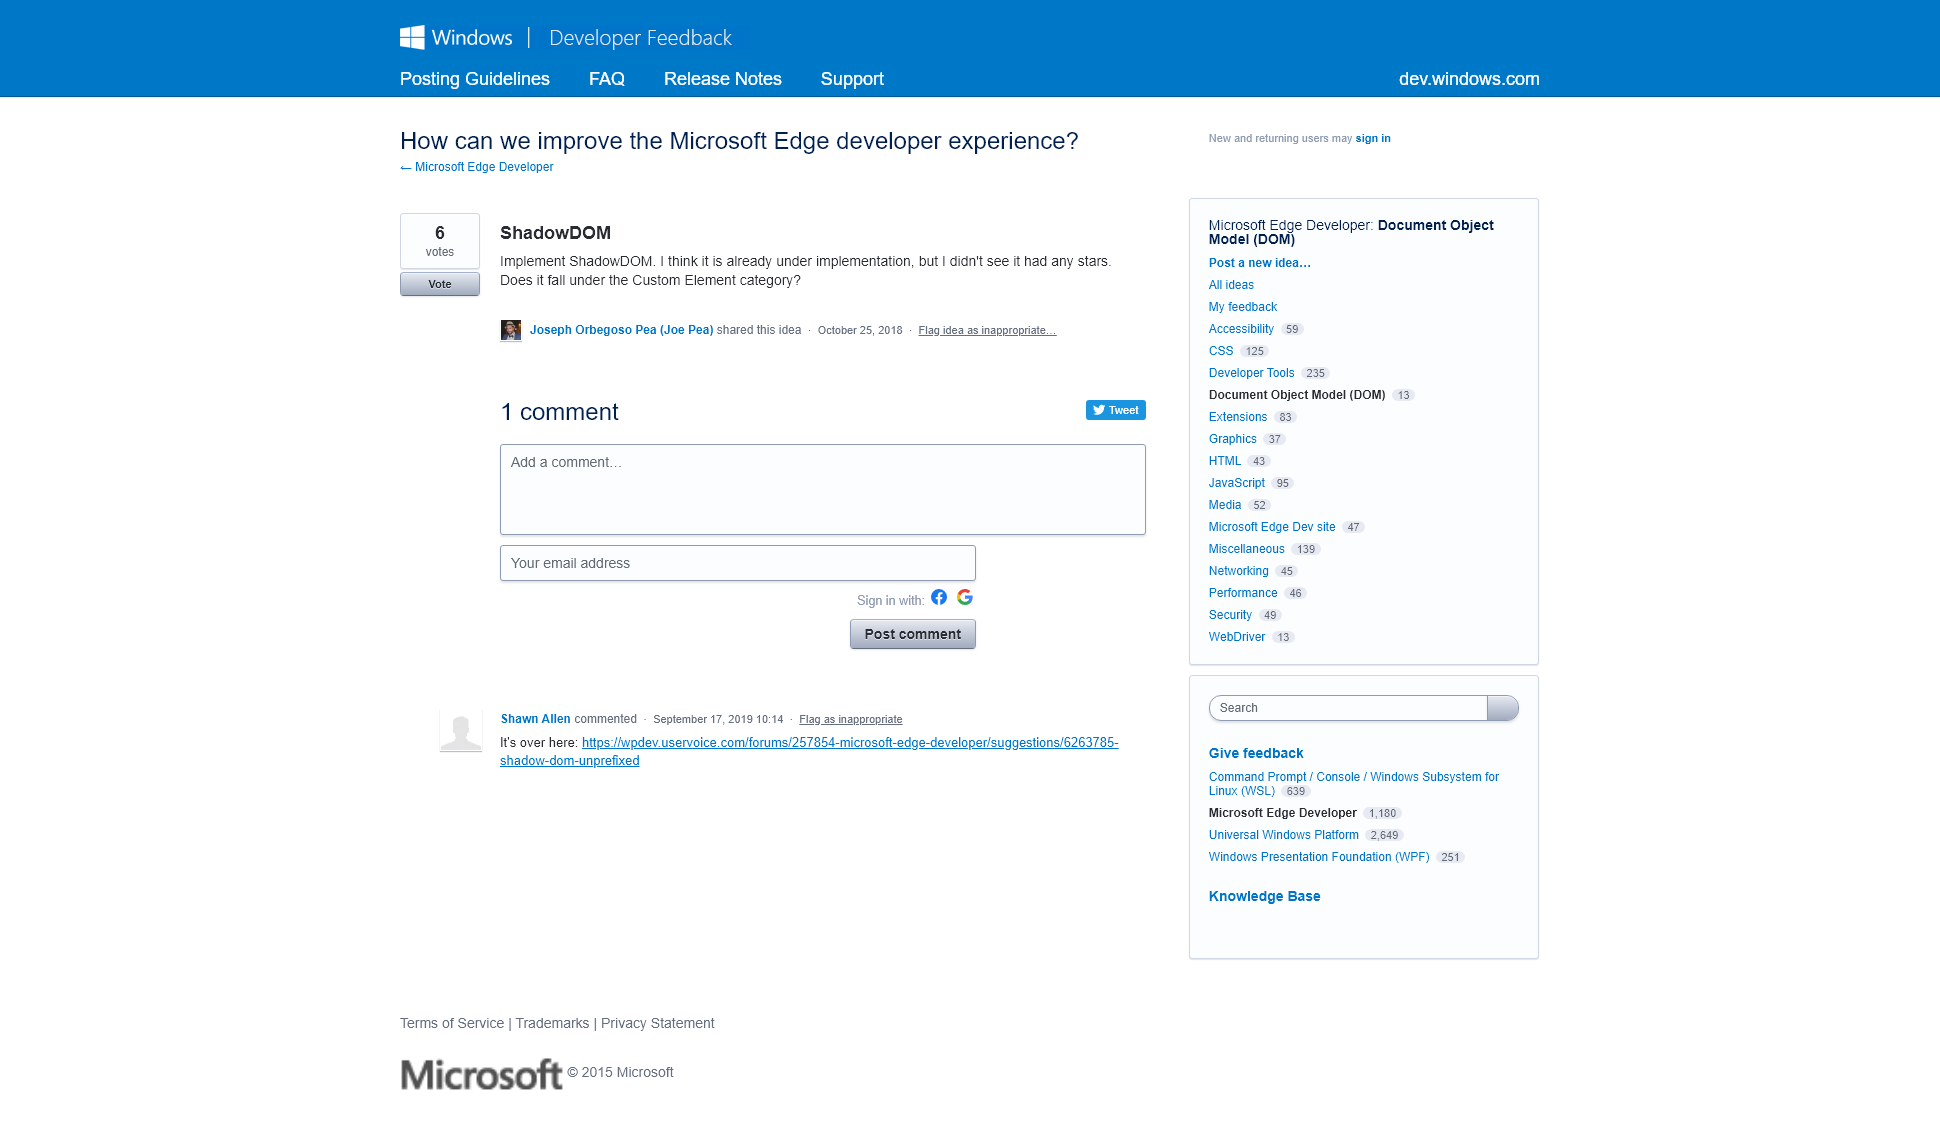 Windows | Developer Feedback
Posting Guidelines FAQ Release Notes Support dev.windows.com
How can we improve the Microsoft Edge developer experience?
← Microsoft Edge Developer
New and returning users may sign in
6
votes
Vote
ShadowDOM
Implement ShadowDOM. I think it is already under implementation, but I didn't see it had any stars.
Does it fall under the Custom Element category?
Joseph Orbegoso Pea (Joe Pea) shared this idea · October 25, 2018 · Flag idea as inappropriate…
1 comment
Tweet
Add a comment…
Your email address
Sign in with:
Post comment
Shawn Allen commented · September 17, 2019 10:14 · Flag as inappropriate
It's over here: https://wpdev.uservoice.com/forums/257854-microsoft-edge-developer/suggestions/6263785-
shadow-dom-unprefixed
Microsoft Edge Developer: Document Object
Model (DOM)
Post a new idea…
All ideas
My feedback
Accessibility 59
CSS 125
Developer Tools 235
Document Object Model (DOM) 13
Extensions 83
Graphics 37
HTML 43
JavaScript 95
Media 52
Microsoft Edge Dev site 47
Miscellaneous 139
Networking 45
Performance 46
Security 49
WebDriver 13
Search
Give feedback
Command Prompt / Console / Windows Subsystem for
Linux (WSL) 639
Microsoft Edge Developer 1,180
Universal Windows Platform 2,649
Windows Presentation Foundation (WPF) 251
Knowledge Base
Terms of Service | Trademarks | Privacy Statement
Microsoft © 2015 Microsoft